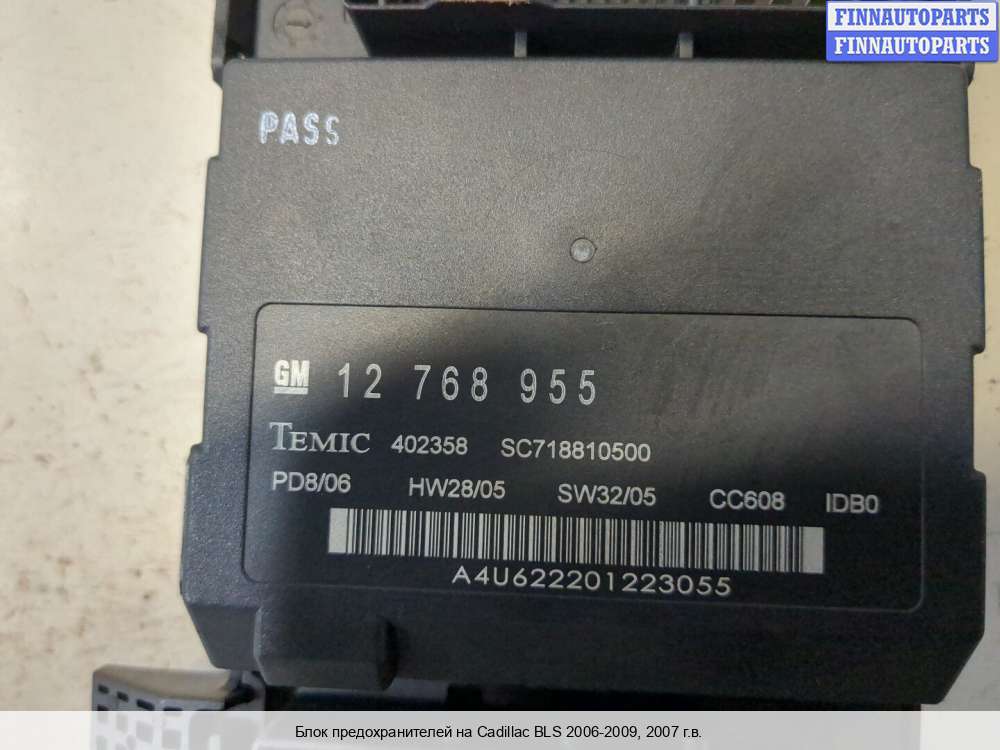 FINNAUTOPARTS
FINNAUTOPARTS
PASS
GM 12 768 955
TEMIC 402358 SC718810500
PD8/06 HW28/05 SW32/05 CC608 IDB0
A4U622201223055
Блок предохранителей на Cadillac BLS 2006-2009, 2007 г.в.